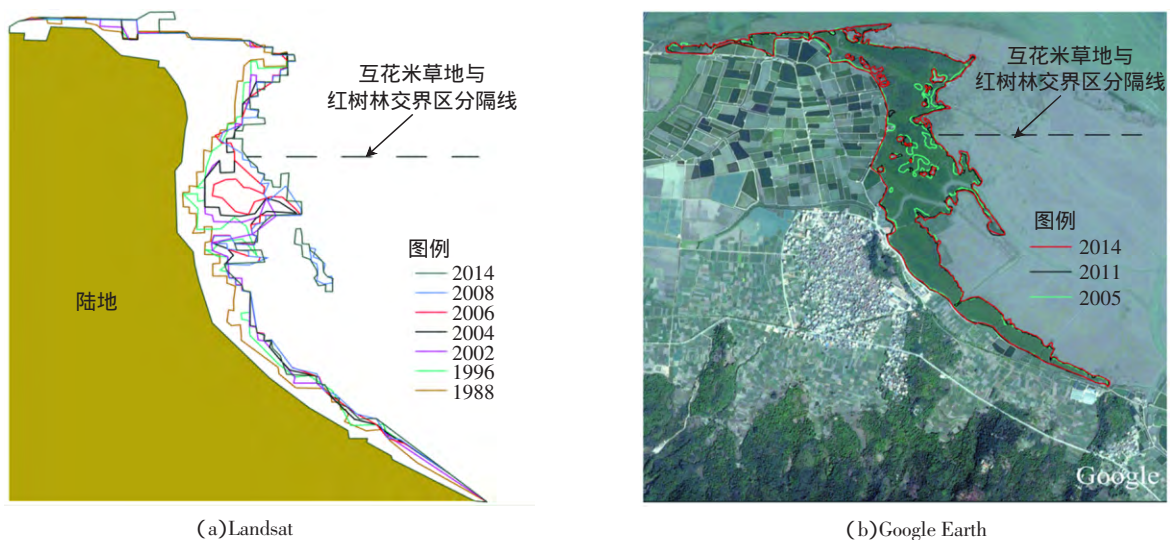 互花米草地与
红树林交界区分隔线
图例
2014
2008
2006
2004
2002
1996
1988
陆地
(a)Landsat
互花米草地与
红树林交界区分隔线
图例
2014
2011
2005
Google
(b)Google Earth